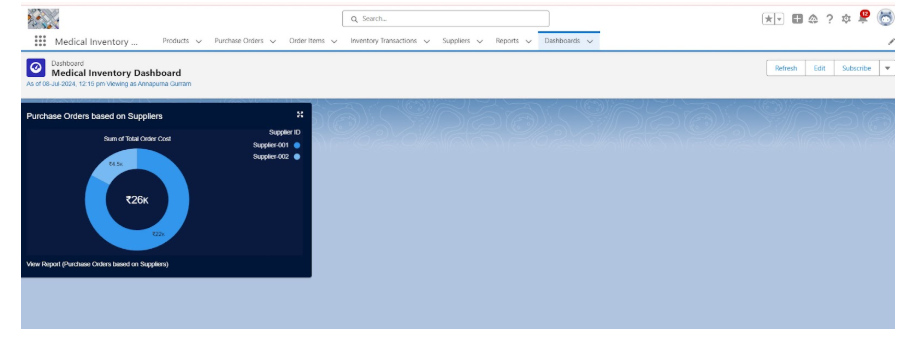 Search...
12
Medical Inventory ... Products Purchase Orders Order Items Inventory Transactions Suppliers Reports Dashboards
Dashboard
Medical Inventory Dashboard
As of 08-Jul-2024, 12:15 pm Viewing as Annapurna Gurram
Refresh Edit Subscribe
Purchase Orders based on Suppliers
Sum of Total Order Cost
Supplier ID
Supplier-001
Supplier-002
₹4.5K
₹26K
₹22K
View Report (Purchase Orders based on Suppliers)